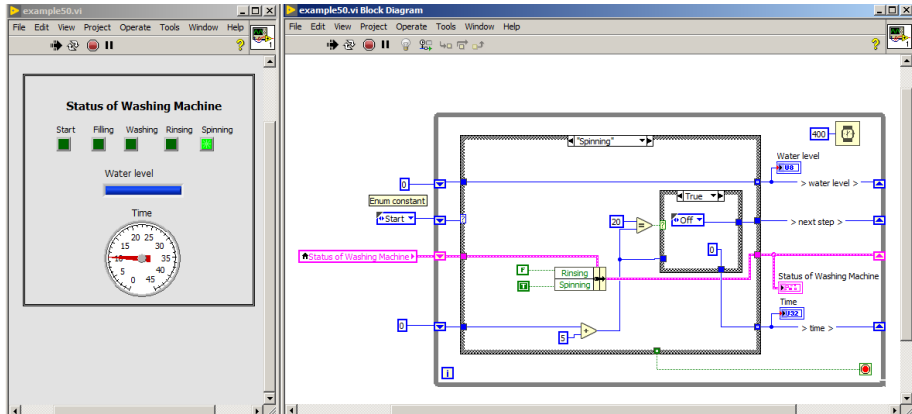 example50.vi
File Edit View Project Operate Tools Window Help
1
Status of Washing Machine
Start Filling Washing Rinsing Spinning
Water level
Time
0 5 10 15 20 25 30 35 40 45
example50.vi Block Diagram
File Edit View Project Operate Tools Window Help
1
"Spinning"
400
Water level
U8
0
> water level >
Enum constant
True
Start
20
=
?
Off
> next step >
0
Status of Washing Machine
F
Rinsing
T
Spinning
Status of Washing Machine
Time
U32
0
+
5
> time >
i